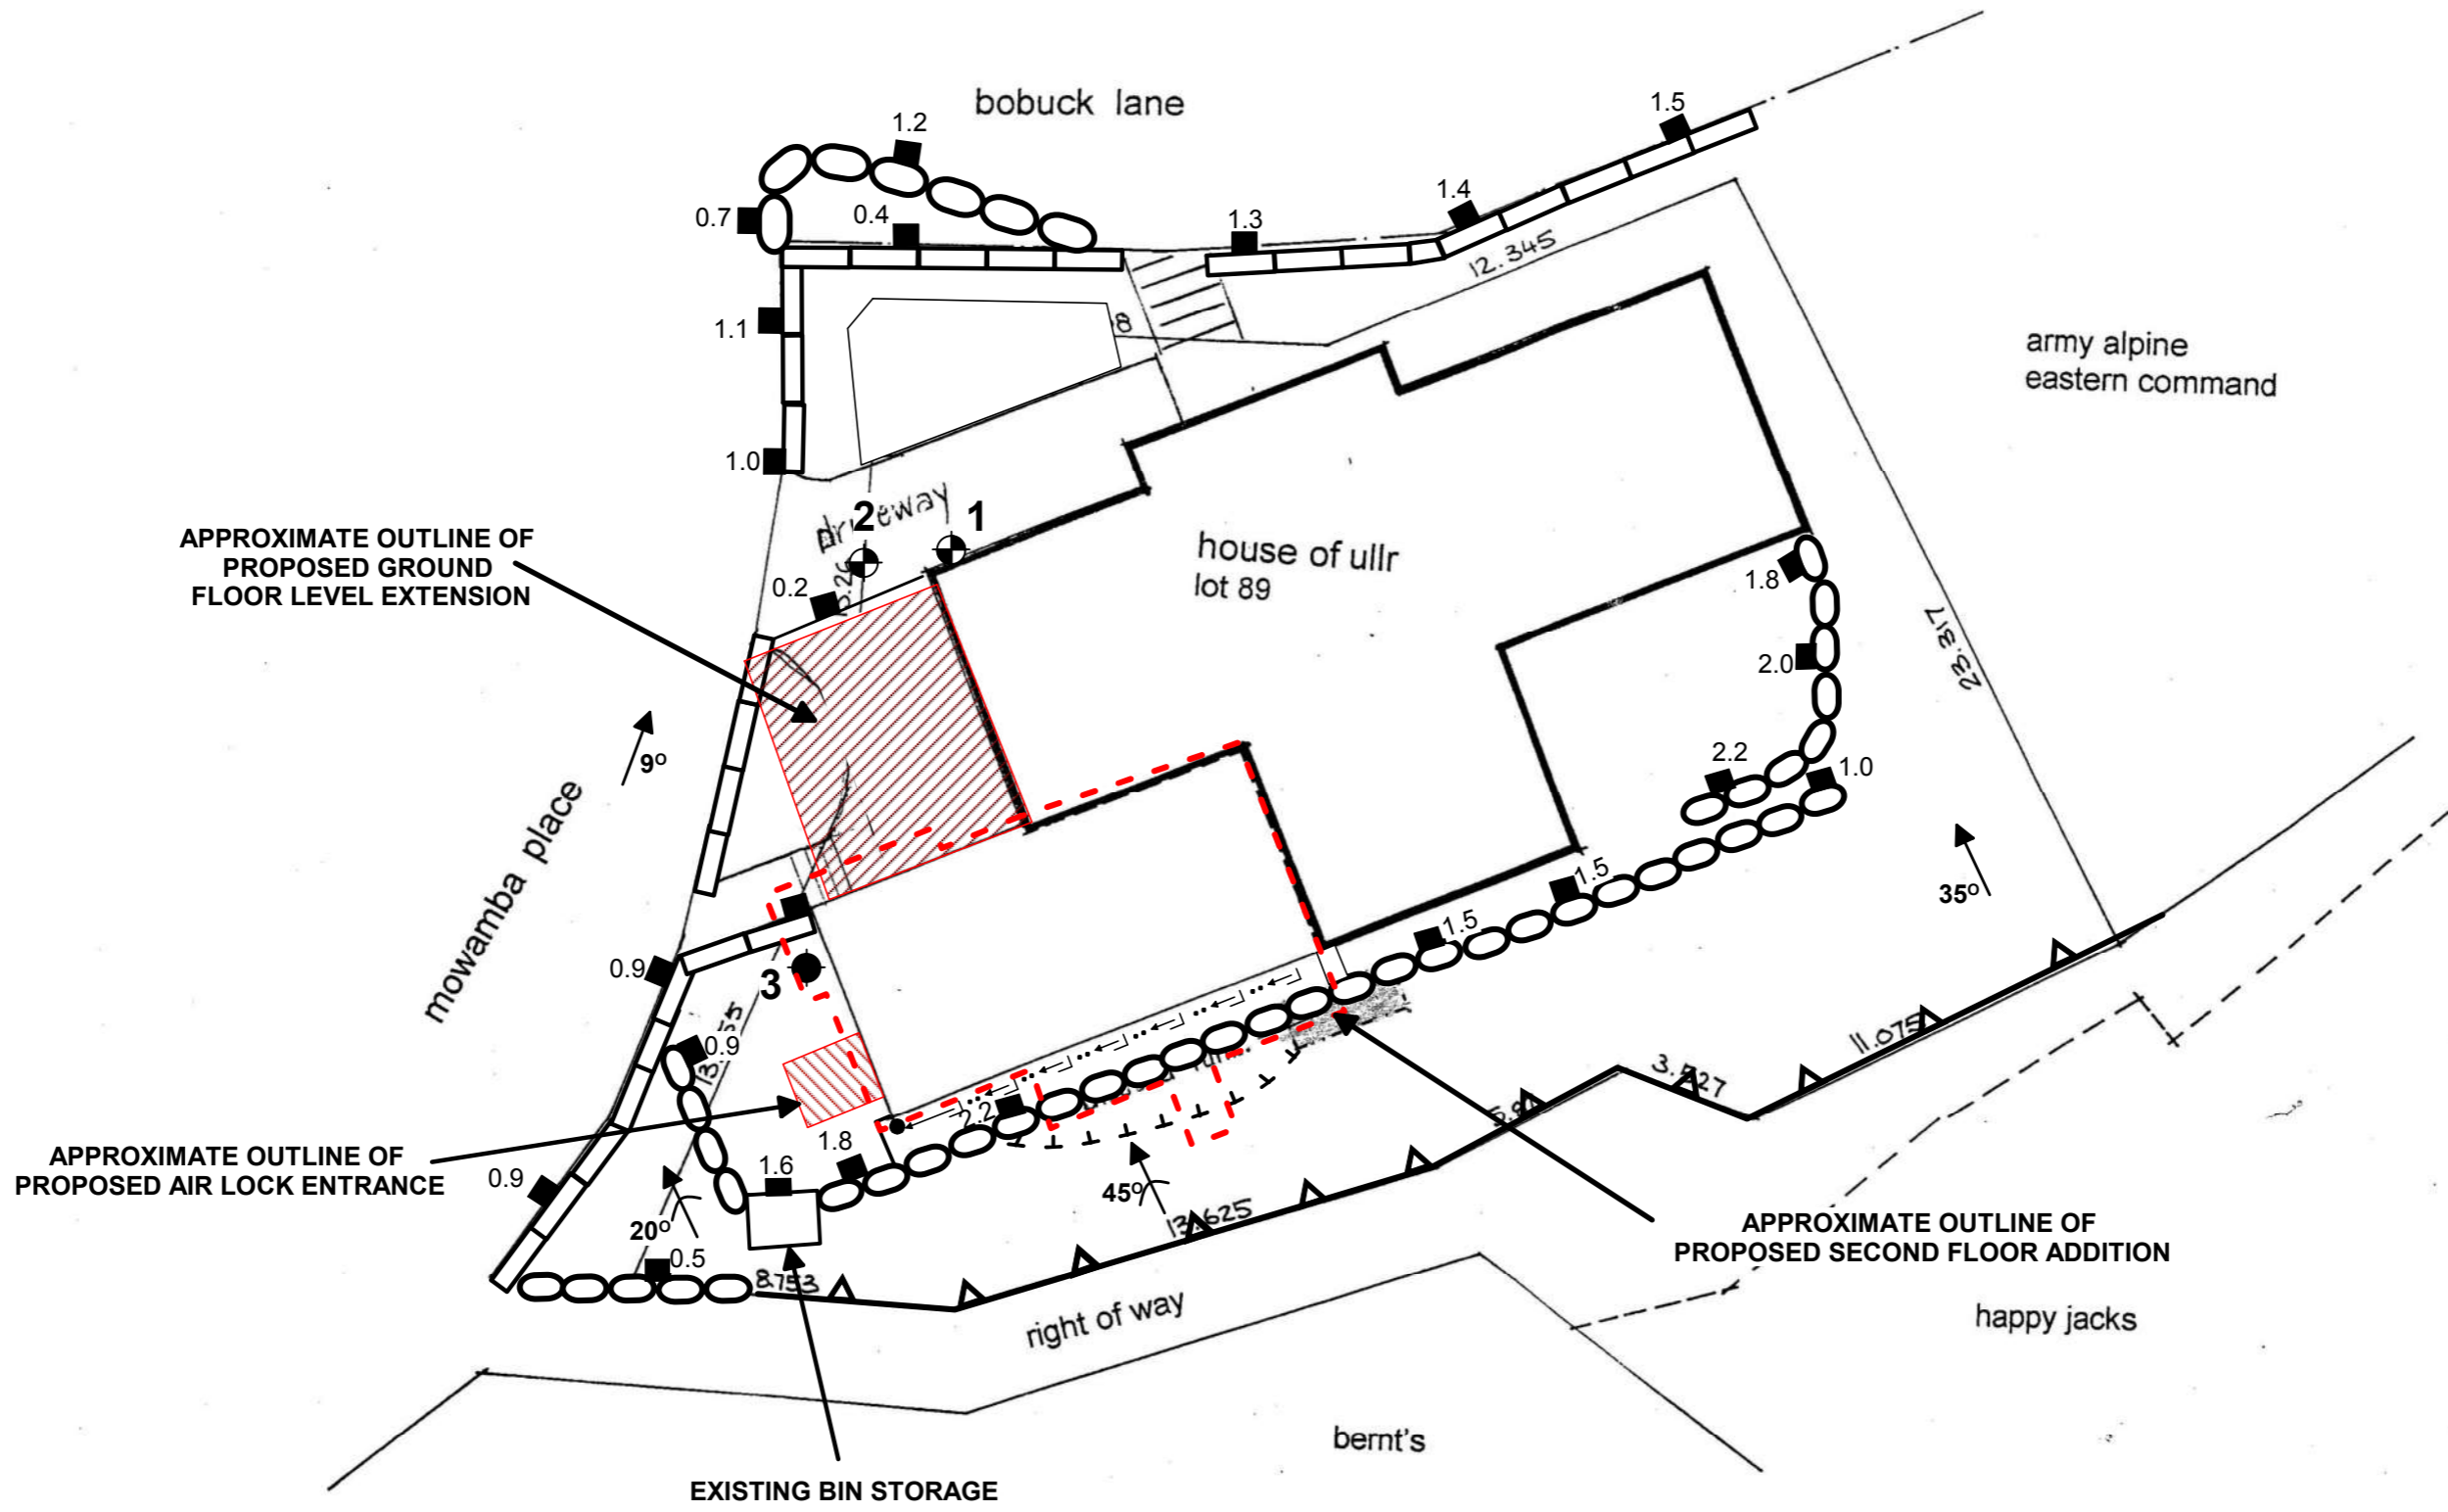 bobuck lane
1.5
1.2
1.4
0.7
0.4
1.3
12.345
1.1
8
army alpine
eastern command
1.0
driveway
2
1
APPROXIMATE OUTLINE OF
PROPOSED GROUND
FLOOR LEVEL EXTENSION
house of ullr
lot 89
0.2
1.8
23.317
2.0
9°
2.2
1.0
mowamba place
35°
1.5
1.5
0.9
3
0.9
11.075
3.527
2.2
1.8
APPROXIMATE OUTLINE OF
PROPOSED AIR LOCK ENTRANCE
1.6
0.9
45°
13.625
20°
0.5
8.753
APPROXIMATE OUTLINE OF
PROPOSED SECOND FLOOR ADDITION
right of way
happy jacks
bernt's
EXISTING BIN STORAGE